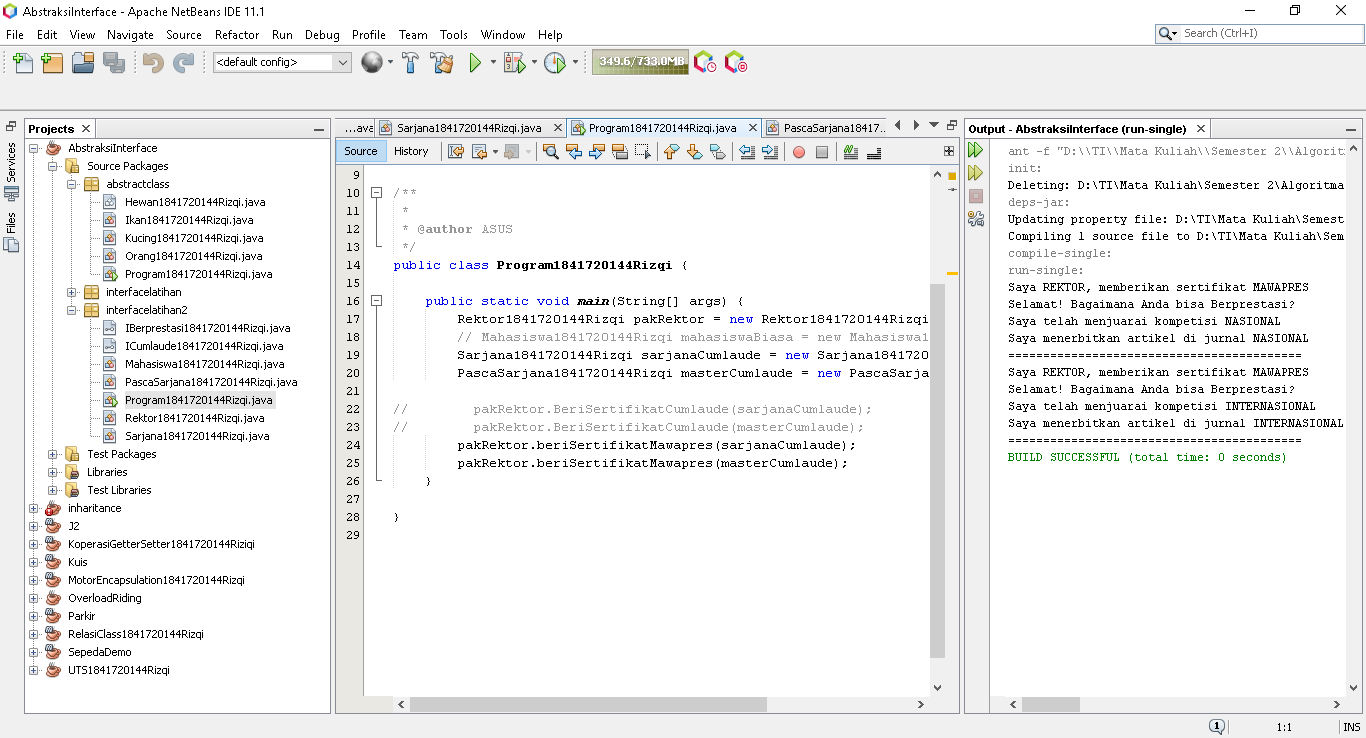 AbstraksiInterface - Apache NetBeans IDE 11.1
File Edit View Navigate Source Refactor Run Debug Profile Team Tools Window Help
Search (Ctrl+I)
<default config>
349.6/733.0MB
Services
Files
Projects
AbstraksiInterface
Source Packages
abstractclass
Hewan1841720144Rizqi.java
Ikan1841720144Rizqi.java
Kucing1841720144Rizqi.java
Orang1841720144Rizqi.java
Program1841720144Rizqi.java
interfacelatihan
interfacelatihan2
IBerprestasi1841720144Rizqi.java
ICumlaude1841720144Rizqi.java
Mahasiswa1841720144Rizqi.java
PascaSarjana1841720144Rizqi.java
Program1841720144Rizqi.java
Rektor1841720144Rizqi.java
Sarjana1841720144Rizqi.java
Test Packages
Libraries
Test Libraries
inheritance
J2
KoperasiGetterSetter1841720144Riziqi
Kuis
MotorEncapsulation1841720144Rizqi
OverloadRiding
Parkir
RelasiClass1841720144Rizqi
SepedaDemo
UTS1841720144Rizqi
...ava Sarjana1841720144Rizqi.java Program1841720144Rizqi.java PascaSarjana18417...
Source History
9
10 /**
11 *
12 * @author ASUS
13 */
14 public class Program1841720144Rizqi {
15
16 public static void main(String[] args) {
17 Rektor1841720144Rizqi pakRektor = new Rektor1841720144Rizqi
18 // Mahasiswa1841720144Rizqi mahasiswaBiasa = new Mahasiswa1
19 Sarjana1841720144Rizqi sarjanaCumlaude = new Sarjana1841720
20 PascaSarjana1841720144Rizqi masterCumlaude = new PascaSarja
21
22 // pakRektor.BeriSertifikatCumlaude(sarjanaCumlaude);
23 // pakRektor.BeriSertifikatCumlaude(masterCumlaude);
24 pakRektor.beriSertifikatMawapres(sarjanaCumlaude);
25 pakRektor.beriSertifikatMawapres(masterCumlaude);
26 }
27
28 }
29
Output - AbstraksiInterface (run-single)
ant -f "D:\\TI\\Mata Kuliah\\Semester 2\\Algorit
init:
Deleting: D:\TI\Mata Kuliah\Semester 2\Algoritma
deps-jar:
Updating property file: D:\TI\Mata Kuliah\Semest
Compiling 1 source file to D:\TI\Mata Kuliah\Sem
compile-single:
run-single:
Saya REKTOR, memberikan sertifikat MAWAPRES
Selamat! Bagaimana Anda bisa Berprestasi?
Saya telah menjuarai kompetisi NASIONAL
Saya menerbitkan artikel di jurnal NASIONAL
==========================================
Saya REKTOR, memberikan sertifikat MAWAPRES
Selamat! Bagaimana Anda bisa Berprestasi?
Saya telah menjuarai kompetisi INTERNASIONAL
Saya menerbitkan artikel di jurnal INTERNASIONAL
==========================================
BUILD SUCCESSFUL (total time: 0 seconds)
1 1:1 INS